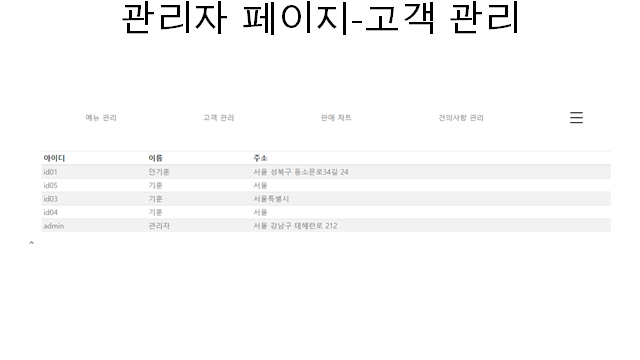 관리자 페이지-고객 관리
메뉴 관리 고객 관리 판매 차트 건의사항 관리
아이디 이름 주소
id01 안기훈 서울 성북구 동소문로34길 24
id05 기훈 서울
id03 기훈 서울특별시
id04 기훈 서울
admin 관리자 서울 강남구 테헤란로 212